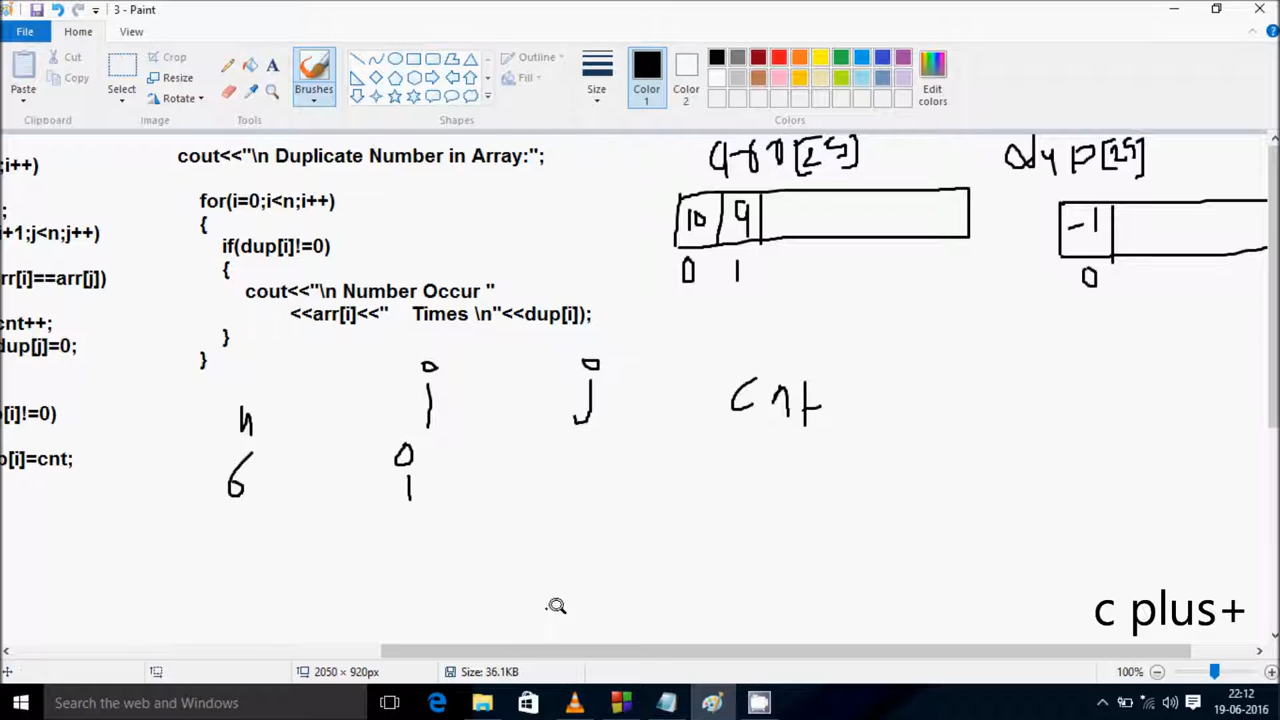 3 - Paint
File Home View
Cut
Copy
Paste
Crop
Resize
Rotate
Select
Brushes
Outline
Fill
Size
Color 1
Color 2
Edit colors
Clipboard Image Tools Shapes Colors
;i++)
cout<<"\n Duplicate Number in Array:";
for(i=0;i<n;i++)
{
if(dup[i]!=0)
{
cout<<"\n Number Occur "
<<arr[i]<<" Times \n"<<dup[i]);
}
}
;
i+1;j<n;j++)
rr[i]==arr[j])
cnt++;
dup[j]=0;
p[i]!=0)
p[i]=cnt;
arr[25]
10 9
0 1
dup[25]
-1
0
n i j cnt
6 0
1
c plus+
2050 × 920px
Size: 36.1KB
100%
Search the web and Windows
22:12
19-06-2016